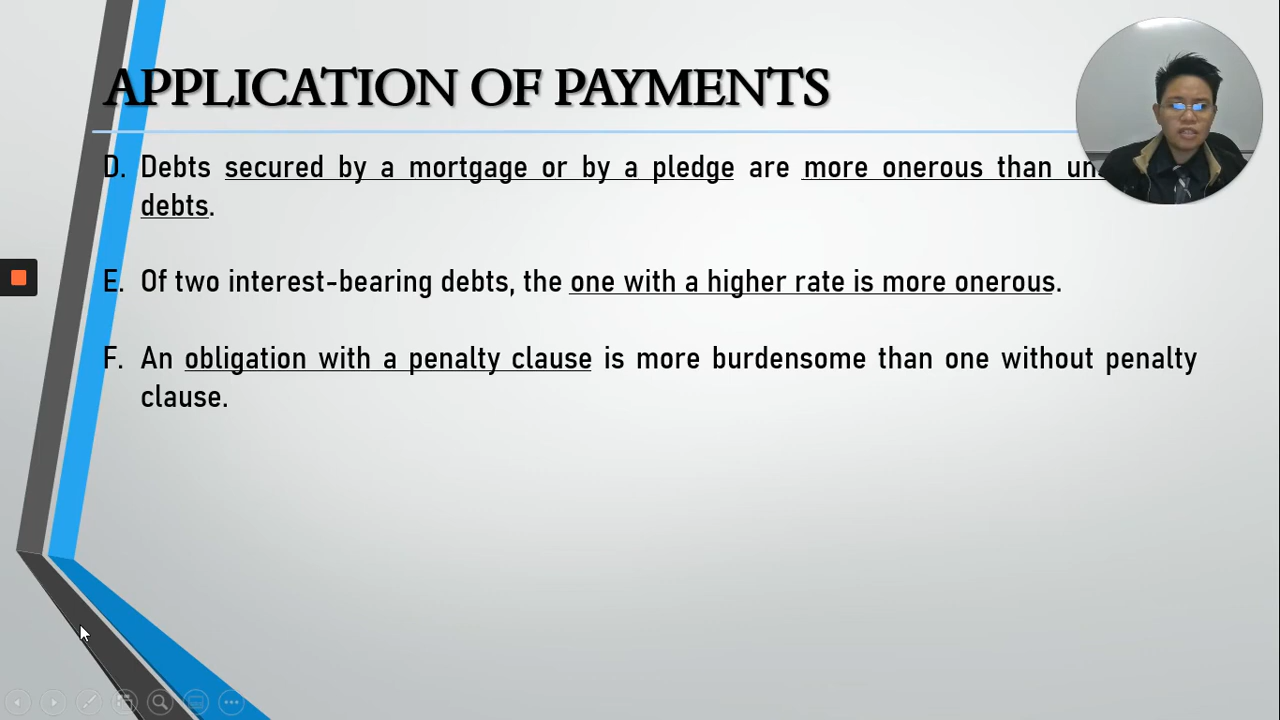 APPLICATION OF PAYMENTS
D. Debts secured by a mortgage or by a pledge are more onerous than
debts.
E. Of two interest-bearing debts, the one with a higher rate is more onerous.
F. An obligation with a penalty clause is more burdensome than one without penalty
clause.